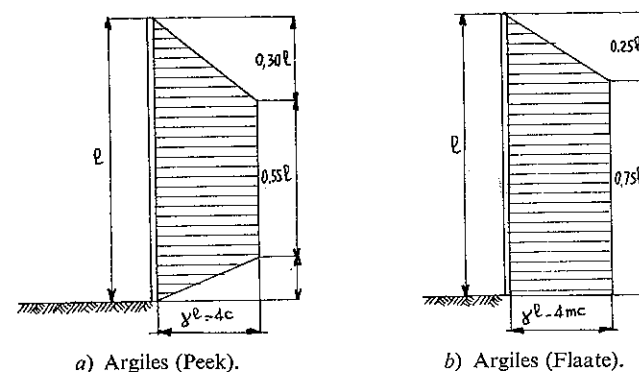 0,30ℓ
0.25ℓ
ℓ
ℓ
0.55ℓ
0,75ℓ
γℓ-4c
γℓ-4mc
a) Argiles (Peek).
b) Argiles (Flaate).